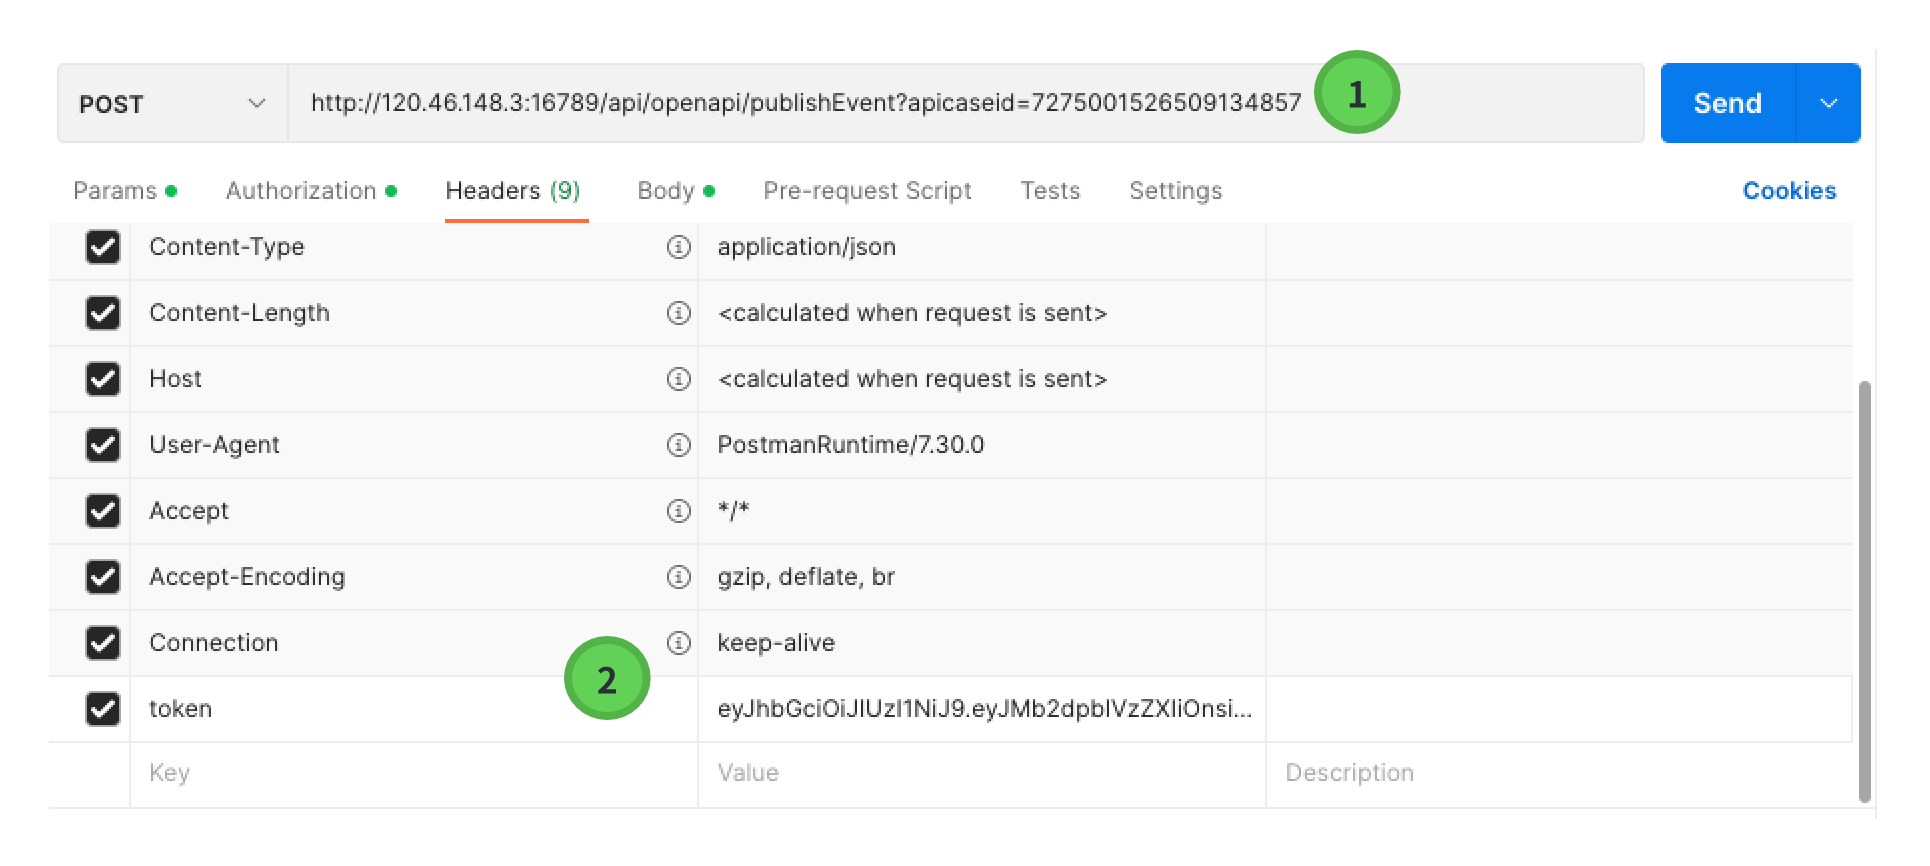 POST http://120.46.148.3:16789/api/openapi/publishEvent?apicaseid=7275001526509134857 1 Send
Params Authorization Headers (9) Body Pre-request Script Tests Settings Cookies
Content-Type application/json
Content-Length <calculated when request is sent>
Host <calculated when request is sent>
User-Agent PostmanRuntime/7.30.0
Accept */*
Accept-Encoding gzip, deflate, br
Connection keep-alive
2
token eyJhbGciOiJIUzI1NiJ9.eyJMb2dpblVzZXIiOnsi...
Key Value Description